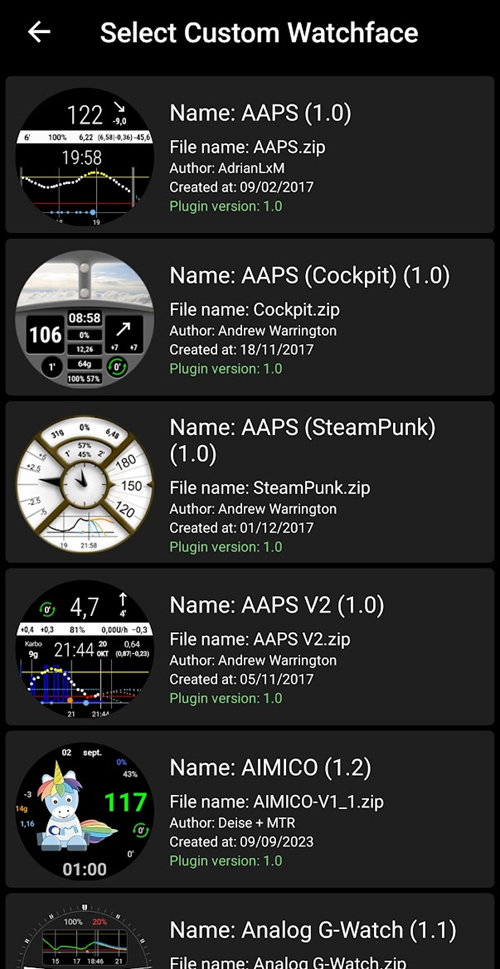 Select Custom Watchface
122
-9,0
6' 100% 6,22 (6,58|-0,36) -45,6
19:58
18 19
Name: AAPS (1.0)
File name: AAPS.zip
Author: AdrianLxM
Created at: 09/02/2017
Plugin version: 1.0
08:58
106
0%
12,26
+7 +7
1'
64g
0'
100% 57%
Name: AAPS (Cockpit) (1.0)
File name: Cockpit.zip
Author: Andrew Warrington
Created at: 18/11/2017
Plugin version: 1.0
31g 0% 6,48
57%
1' 45% 2'
+5
+2.5
-2.5
-5
180
150
120
19 21:58
Name: AAPS (SteamPunk)
(1.0)
File name: SteamPunk.zip
Author: Andrew Warrington
Created at: 01/12/2017
Plugin version: 1.0
0' 4,7 4'
+0,4 +0,3 81% 0,00U/h -0,3
Karbo 9g
21:44
20 OKT
0,64
(0,87|-0,23)
21 21:44
Name: AAPS V2 (1.0)
File name: AAPS V2.zip
Author: Andrew Warrington
Created at: 05/11/2017
Plugin version: 1.0
02 sept.
0%
43%
-3
117
14g
1,16
0'
0'
01:00
Name: AIMICO (1.2)
File name: AIMICO-V1_1.zip
Author: Deise + MTR
Created at: 09/09/2023
Plugin version: 1.0
100% 20%
15 17 18:46 21
Name: Analog G-Watch (1.1)
File name: Analog G-Watch.zip